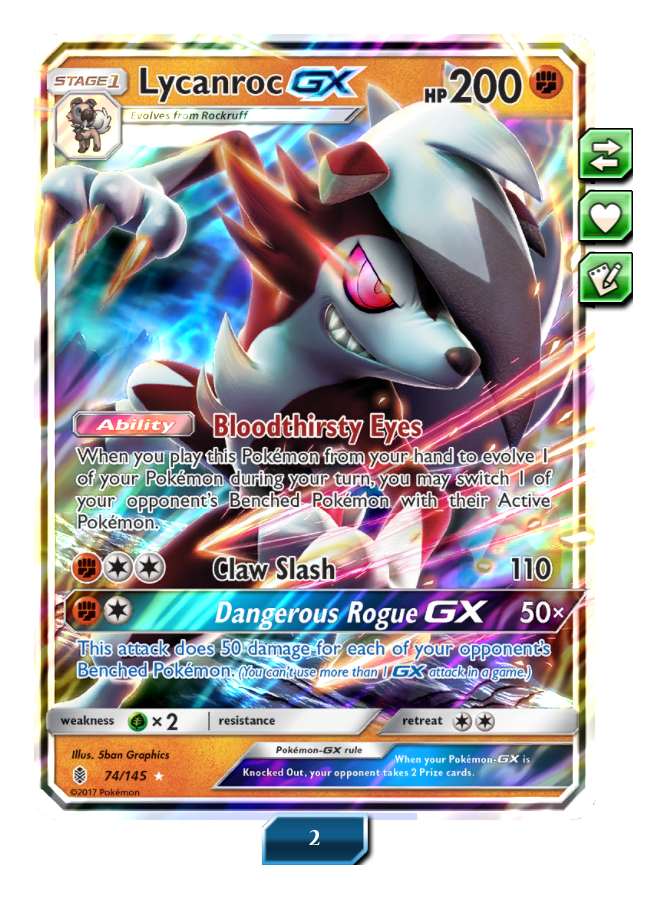 STAGE1 Lycanroc GX HP200
Evolves from Rockruff
Ability Bloodthirsty Eyes
When you play this Pokémon from your hand to evolve 1
of your Pokémon during your turn, you may switch 1 of
your opponent's Benched Pokémon with their Active
Pokémon.
Claw Slash 110
Dangerous Rogue GX 50×
This attack does 50 damage for each of your opponent's
Benched Pokémon. (You can't use more than 1 GX attack in a game.)
weakness ×2 resistance retreat
Illus. 5ban Graphics
74/145
©2017 Pokémon
Pokémon-GX rule
When your Pokémon-GX is
Knocked Out, your opponent takes 2 Prize cards.
2